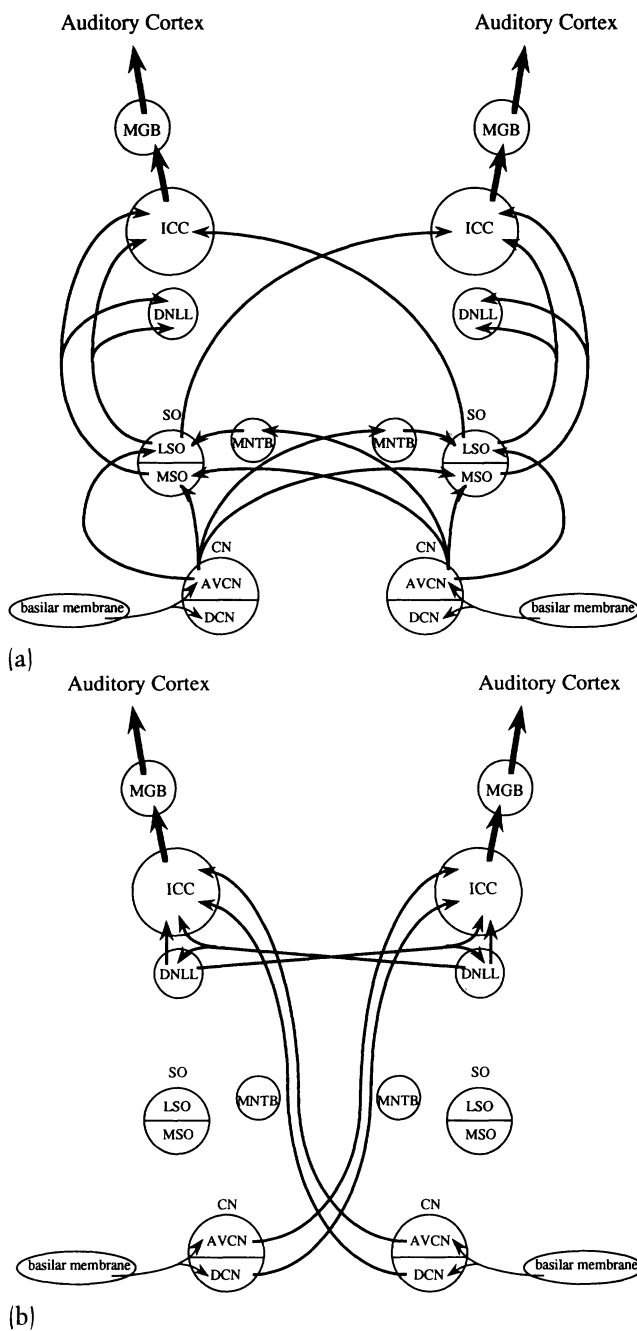 Auditory Cortex Auditory Cortex
MGB MGB
ICC ICC
DNLL DNLL
SO SO
MNTB MNTB
LSO LSO
MSO MSO
CN CN
AVCN AVCN
basilar membrane DCN DCN basilar membrane
(a)
Auditory Cortex Auditory Cortex
MGB MGB
ICC ICC
DNLL DNLL
SO SO
MNTB MNTB
LSO LSO
MSO MSO
CN CN
AVCN AVCN
basilar membrane DCN DCN basilar membrane
(b)